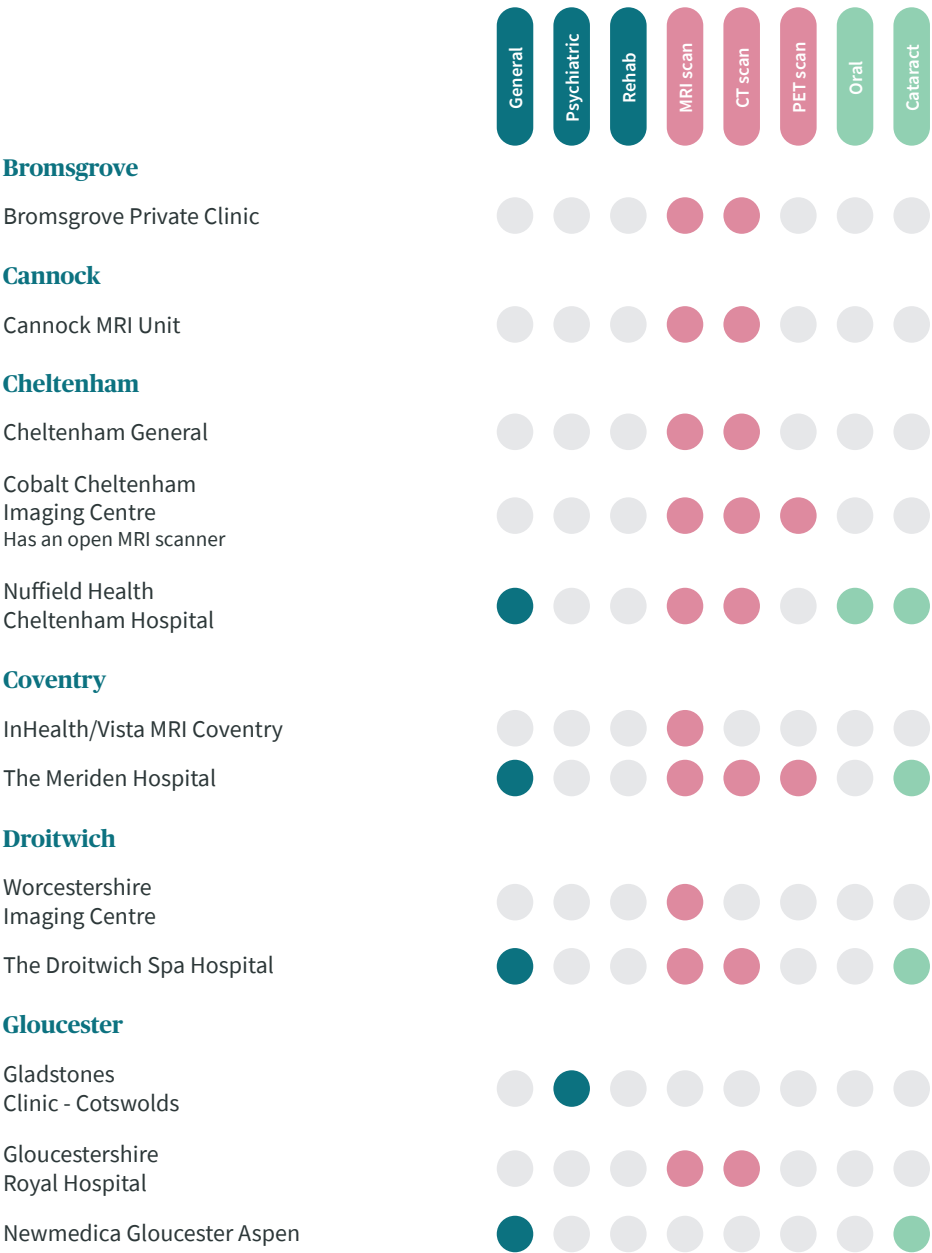 General
Psychiatric
Rehab
MRI scan
CT scan
PET scan
Oral
Cataract
Bromsgrove
Bromsgrove Private Clinic
Cannock
Cannock MRI Unit
Cheltenham
Cheltenham General
Cobalt Cheltenham
Imaging Centre
Has an open MRI scanner
Nuffield Health
Cheltenham Hospital
Coventry
InHealth/Vista MRI Coventry
The Meriden Hospital
Droitwich
Worcestershire
Imaging Centre
The Droitwich Spa Hospital
Gloucester
Gladstones
Clinic - Cotswolds
Gloucestershire
Royal Hospital
Newmedica Gloucester Aspen